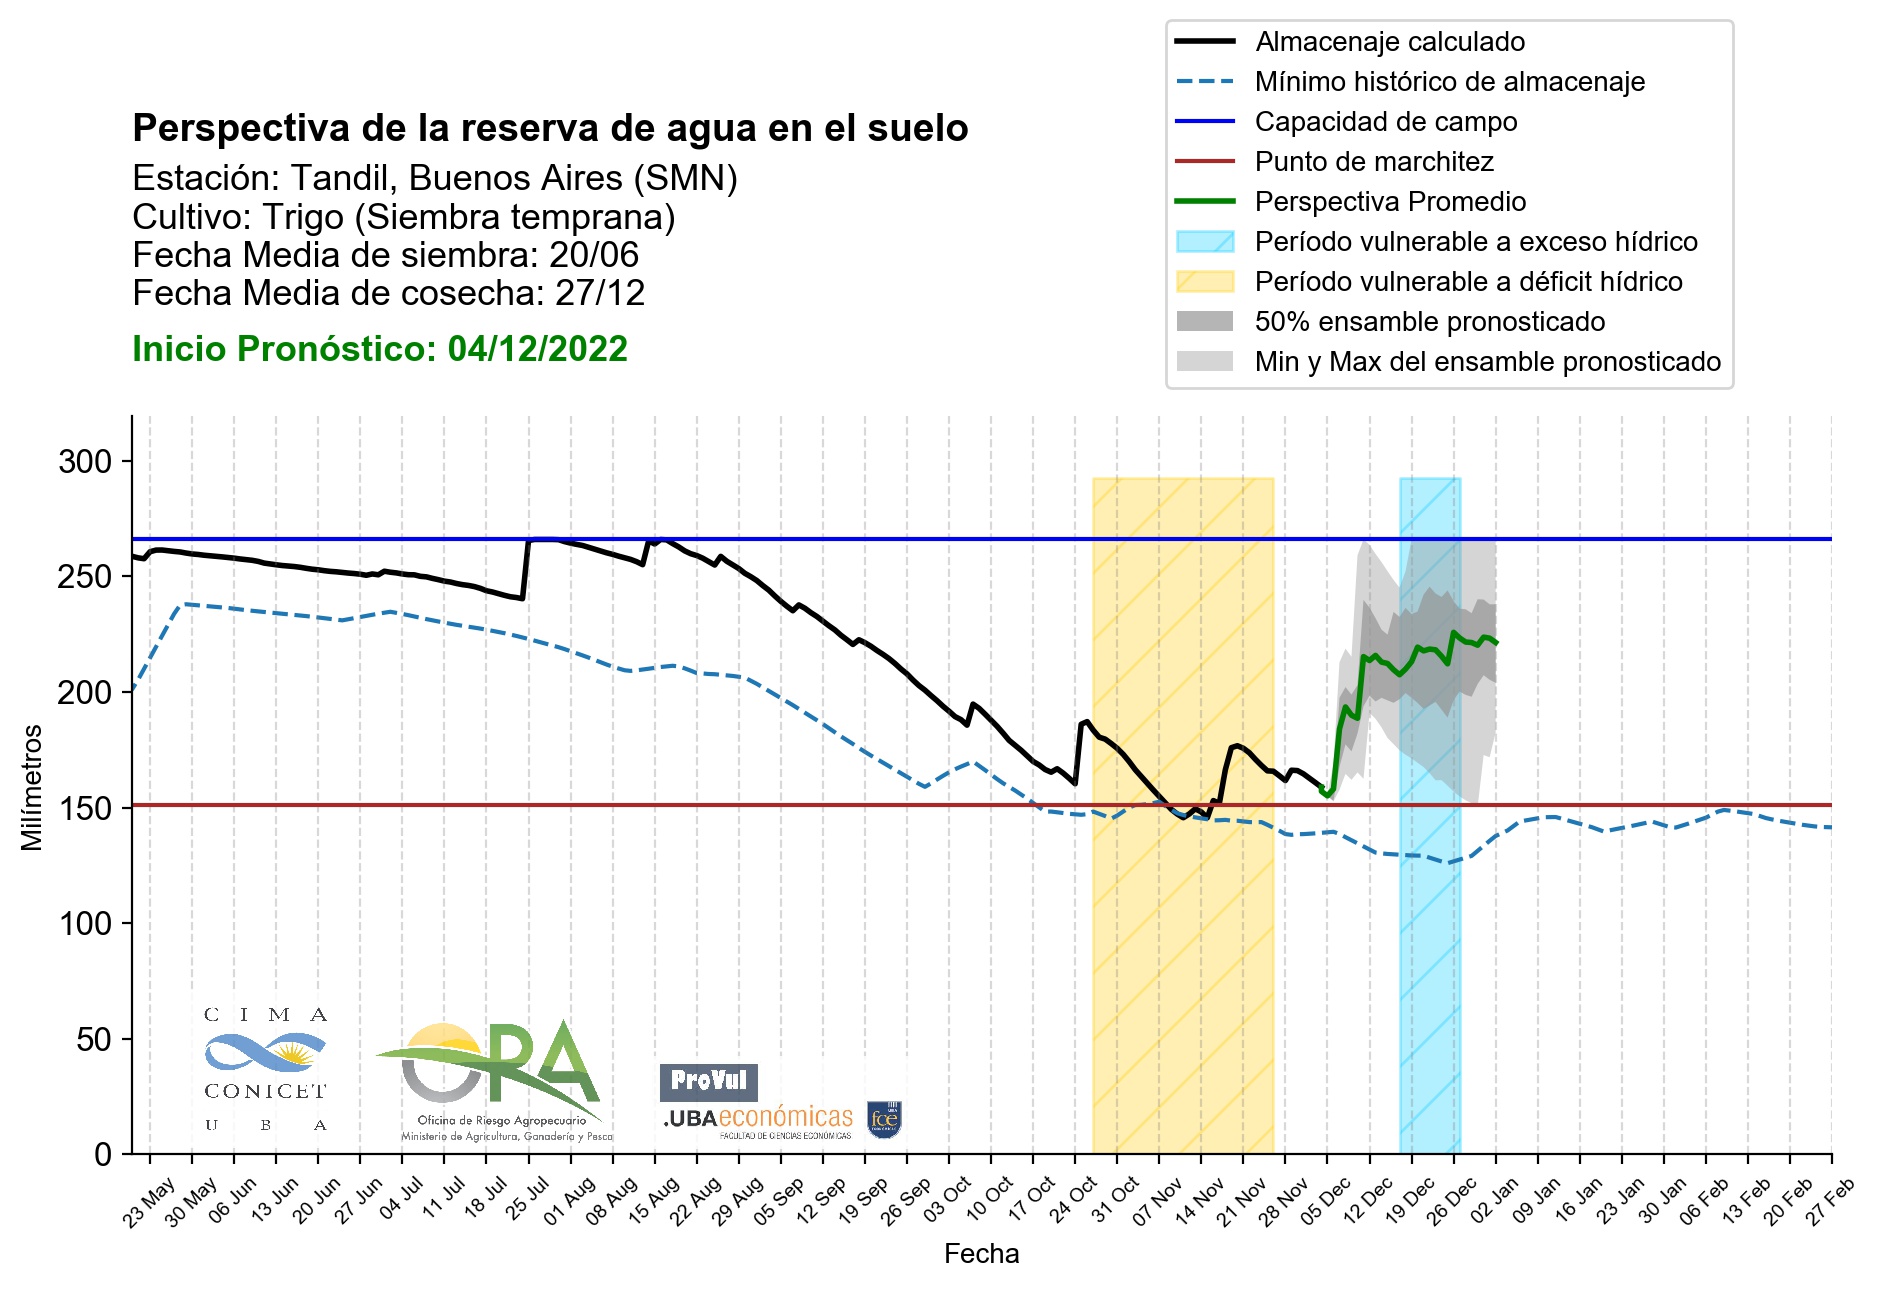 Almacenaje calculado
Mínimo histórico de almacenaje
Capacidad de campo
Punto de marchitez
Perspectiva Promedio
Período vulnerable a exceso hídrico
Período vulnerable a déficit hídrico
50% ensamble pronosticado
Min y Max del ensamble pronosticado
Perspectiva de la reserva de agua en el suelo
Estación: Tandil, Buenos Aires (SMN)
Cultivo: Trigo (Siembra temprana)
Fecha Media de siembra: 20/06
Fecha Media de cosecha: 27/12
Inicio Pronóstico: 04/12/2022
Milímetros
300
250
200
150
100
50
0
CIMA
CONICET
UBA
ORA
Oficina de Riesgo Agropecuario
Ministerio de Agricultura, Ganadería y Pesca
ProVul
.UBAeconómicas
FACULTAD DE CIENCIAS ECONÓMICAS
fce
23 May
30 May
06 Jun
13 Jun
20 Jun
27 Jun
04 Jul
11 Jul
18 Jul
25 Jul
01 Aug
08 Aug
15 Aug
22 Aug
29 Aug
05 Sep
12 Sep
19 Sep
26 Sep
03 Oct
10 Oct
17 Oct
24 Oct
31 Oct
07 Nov
14 Nov
21 Nov
28 Nov
05 Dec
12 Dec
19 Dec
26 Dec
02 Jan
09 Jan
16 Jan
23 Jan
30 Jan
06 Feb
13 Feb
20 Feb
27 Feb
Fecha